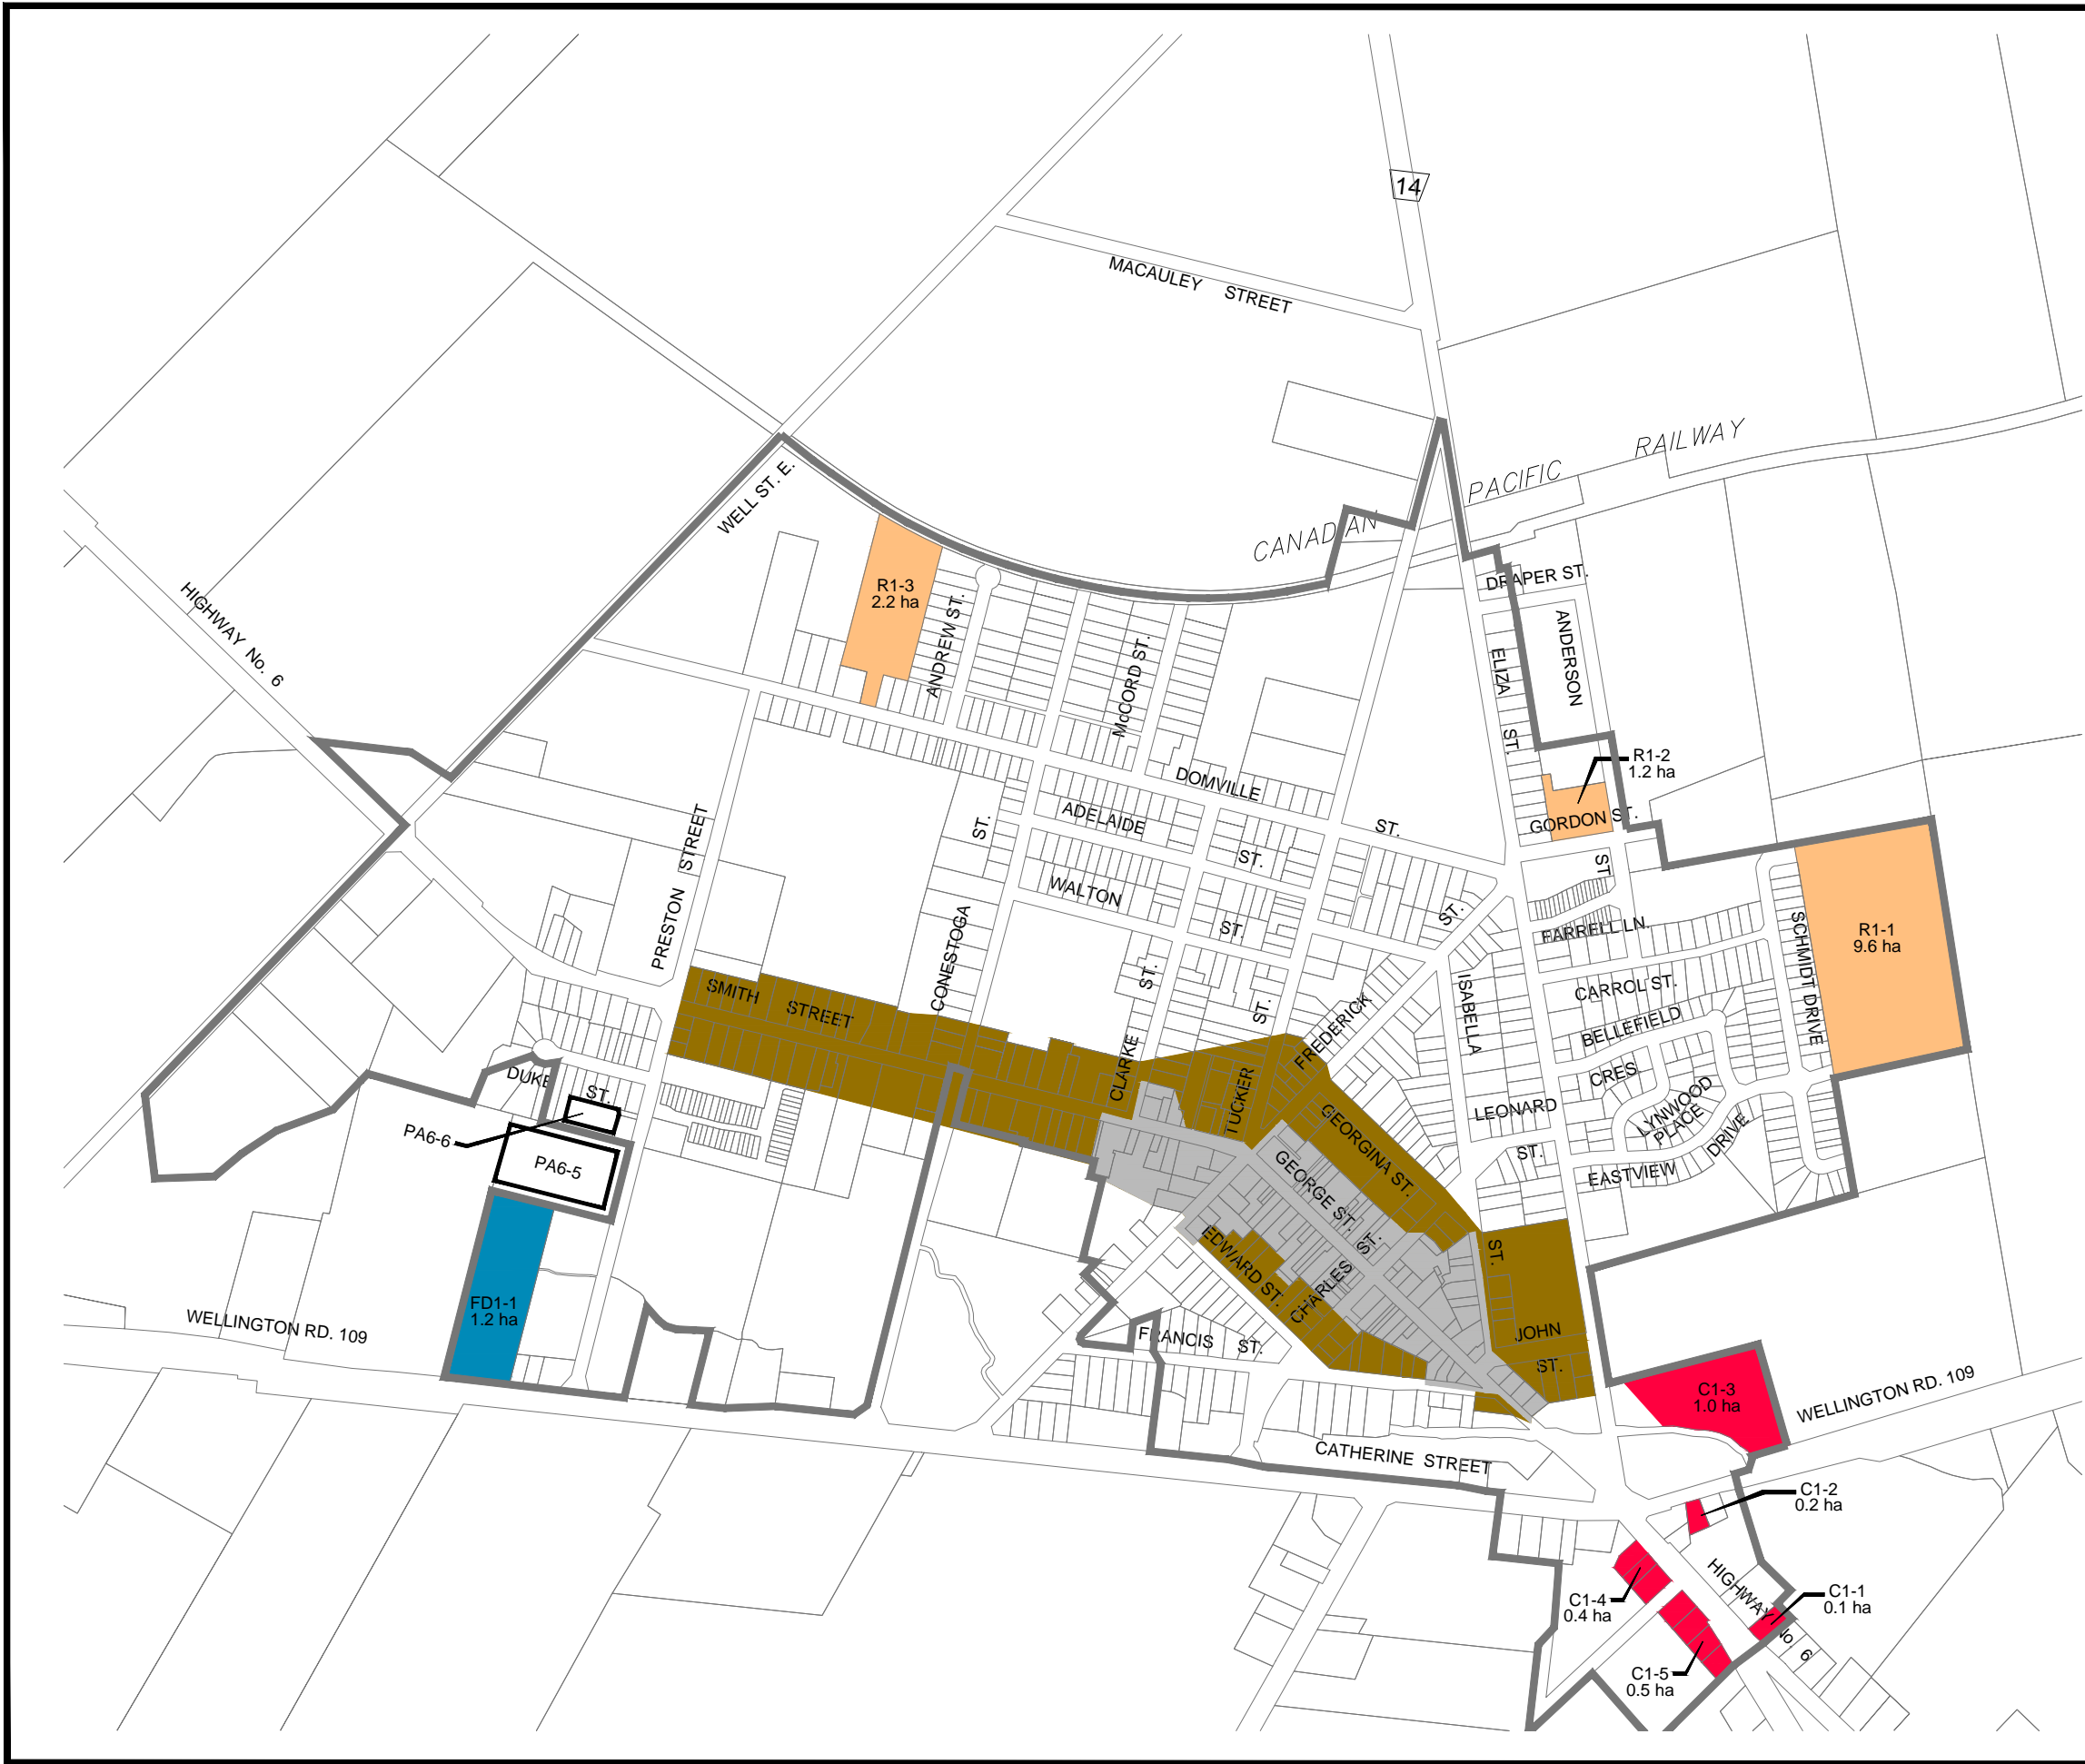 14
MACAULEY STREET
CANADIAN PACIFIC RAILWAY
WELL ST. E.
HIGHWAY No. 6
R1-3
2.2 ha
ANDREW ST.
McCORD ST.
DRAPER ST.
ANDERSON
ST.
ELIZA ST.
R1-2
1.2 ha
GORDON ST.
DOMVILLE ST.
ADELAIDE ST.
WALTON ST.
PRESTON STREET
CONESTOGA ST.
CLARKE ST.
TUCKER ST.
FREDERICK ST.
ISABELLA ST.
FARRELL LN.
CARROL ST.
BELLEFIELD CRES.
SCHMIDT DRIVE
R1-1
9.6 ha
LEONARD ST.
LYNWOOD
PLACE
EASTVIEW DRIVE
SMITH STREET
DUKE ST.
PA6-6
PA6-5
FD1-1
1.2 ha
WELLINGTON RD. 109
GEORGINA ST.
GEORGE ST.
EDWARD ST.
CHARLES ST.
FRANCIS ST.
JOHN ST.
CATHERINE STREET
C1-3
1.0 ha
WELLINGTON RD. 109
C1-2
0.2 ha
HIGHWAY No. 6
C1-1
0.1 ha
C1-4
0.4 ha
C1-5
0.5 ha